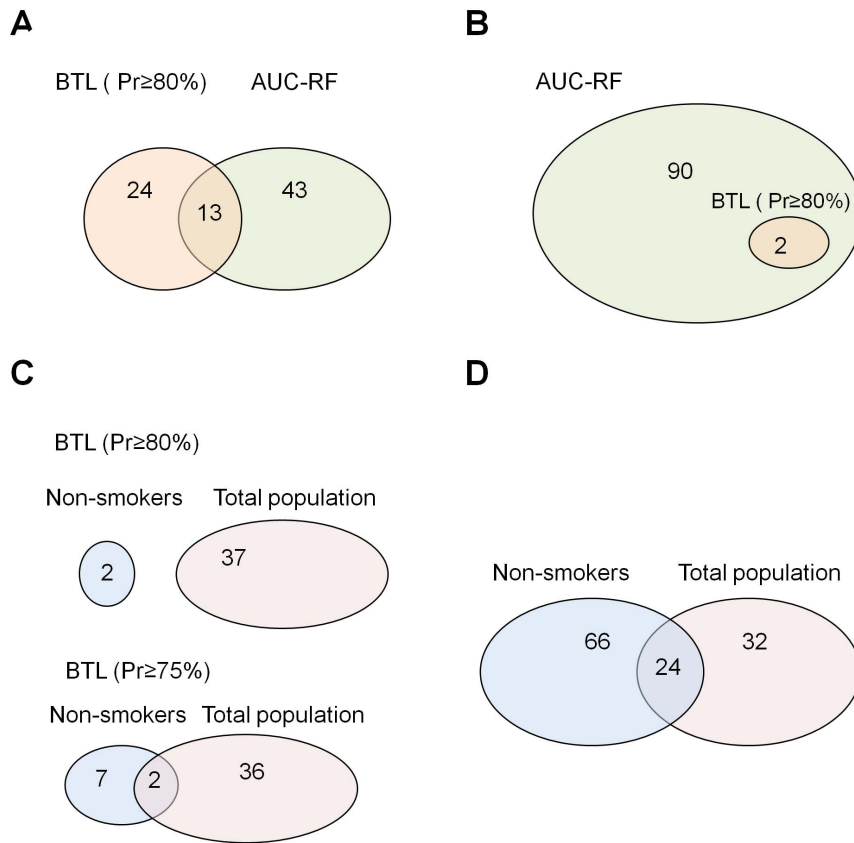 A
BTL ( Pr≥80%) AUC-RF
24 13 43
B
AUC-RF
90
BTL ( Pr≥80%)
2
C
BTL (Pr≥80%)
Non-smokers Total population
2 37
BTL (Pr≥75%)
Non-smokers Total population
7 2 36
D
Non-smokers Total population
66 24 32